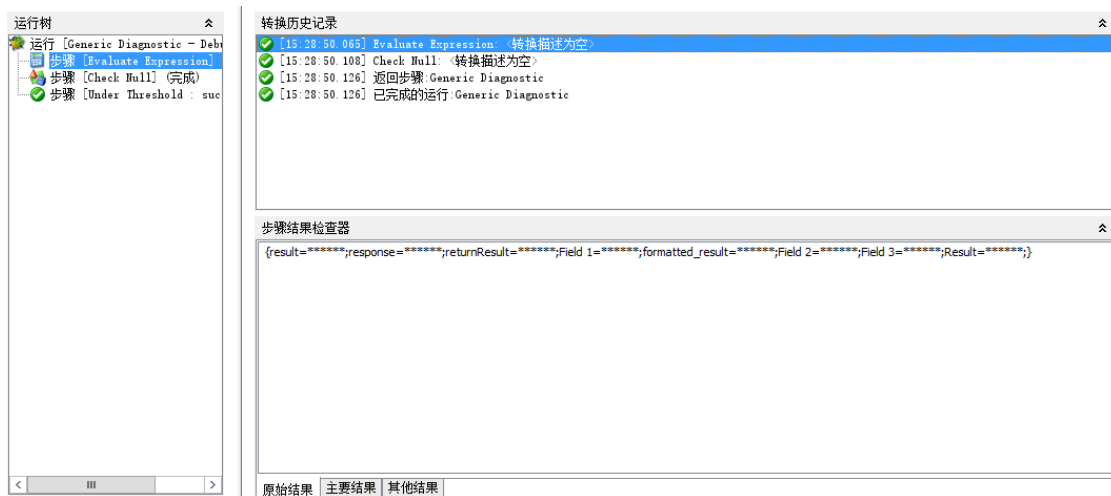 运行树
运行 [Generic Diagnostic - Deb
步骤 [Evaluate Expression]
步骤 [Check Null] (完成)
步骤 [Under Threshold : suc
转换历史记录
[15:28:50.065] Evaluate Expression: <转换描述为空>
[15:28:50.108] Check Null: <转换描述为空>
[15:28:50.126] 返回步骤:Generic Diagnostic
[15:28:50.126] 已完成的运行:Generic Diagnostic
步骤结果检查器
{result=******;response=******;returnResult=******;Field 1=******;formatted_result=******;Field 2=******;Field 3=******;Result=******;}
原始结果 主要结果 其他结果